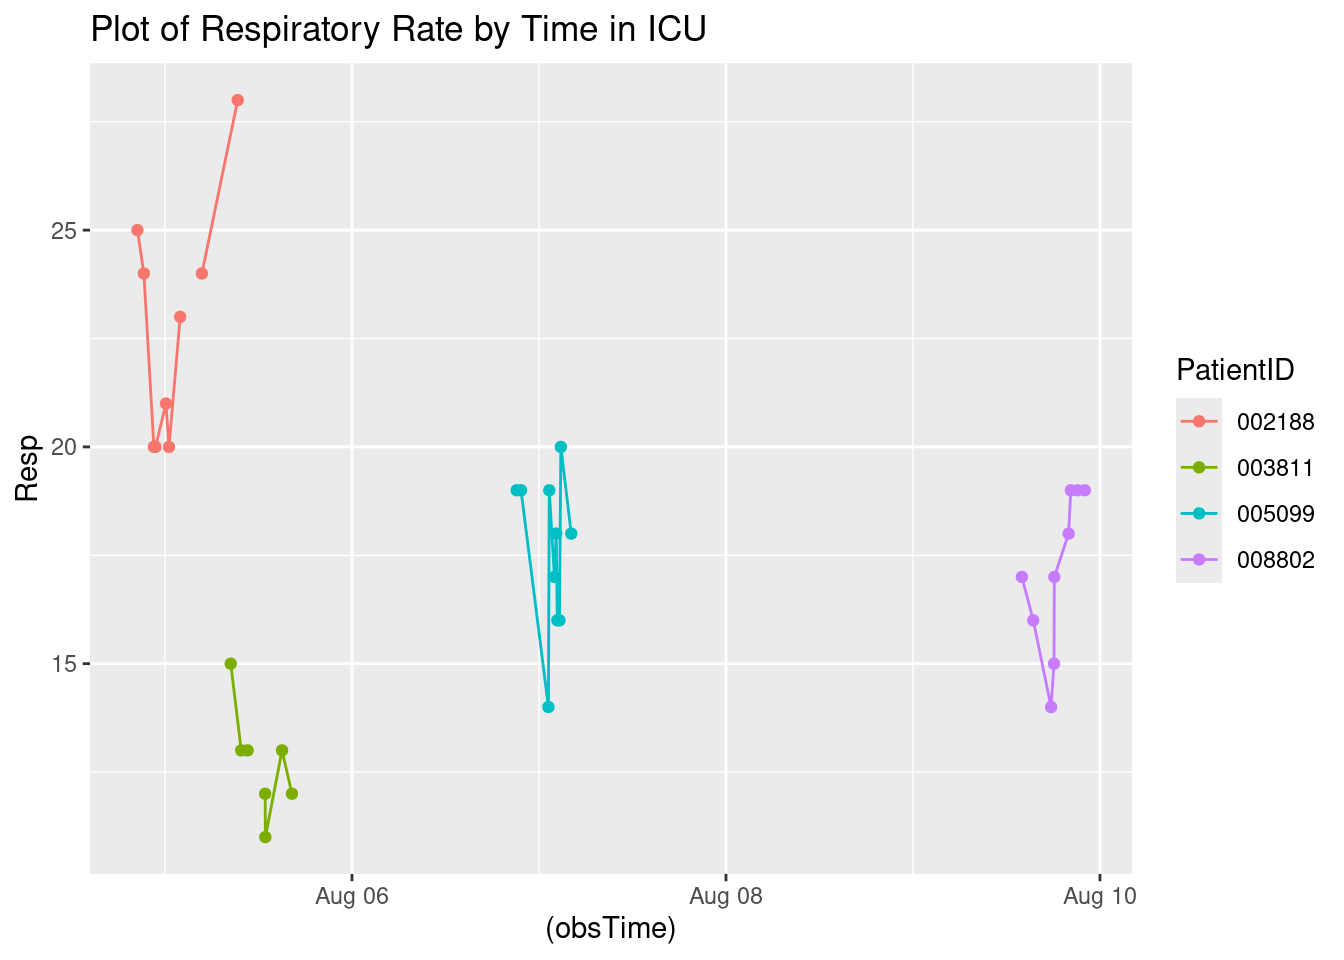 Plot of Respiratory Rate by Time in ICU
25
20
15
Resp
Aug 06
Aug 08
Aug 10
(obsTime)
PatientID
002188
003811
005099
008802